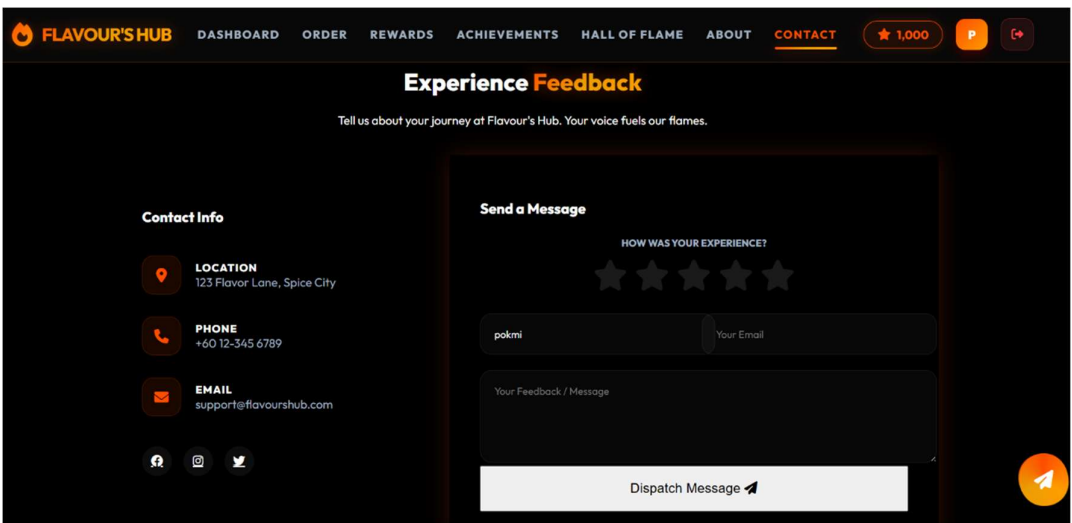 FLAVOUR'S HUB DASHBOARD ORDER REWARDS ACHIEVEMENTS HALL OF FLAME ABOUT CONTACT 1,000 P
Experience Feedback
Tell us about your journey at Flavour's Hub. Your voice fuels our flames.
Contact Info
LOCATION
123 Flavor Lane, Spice City
PHONE
+60 12-345 6789
EMAIL
support@flavourshub.com
Send a Message
HOW WAS YOUR EXPERIENCE?
pokmi Your Email
Your Feedback / Message
Dispatch Message